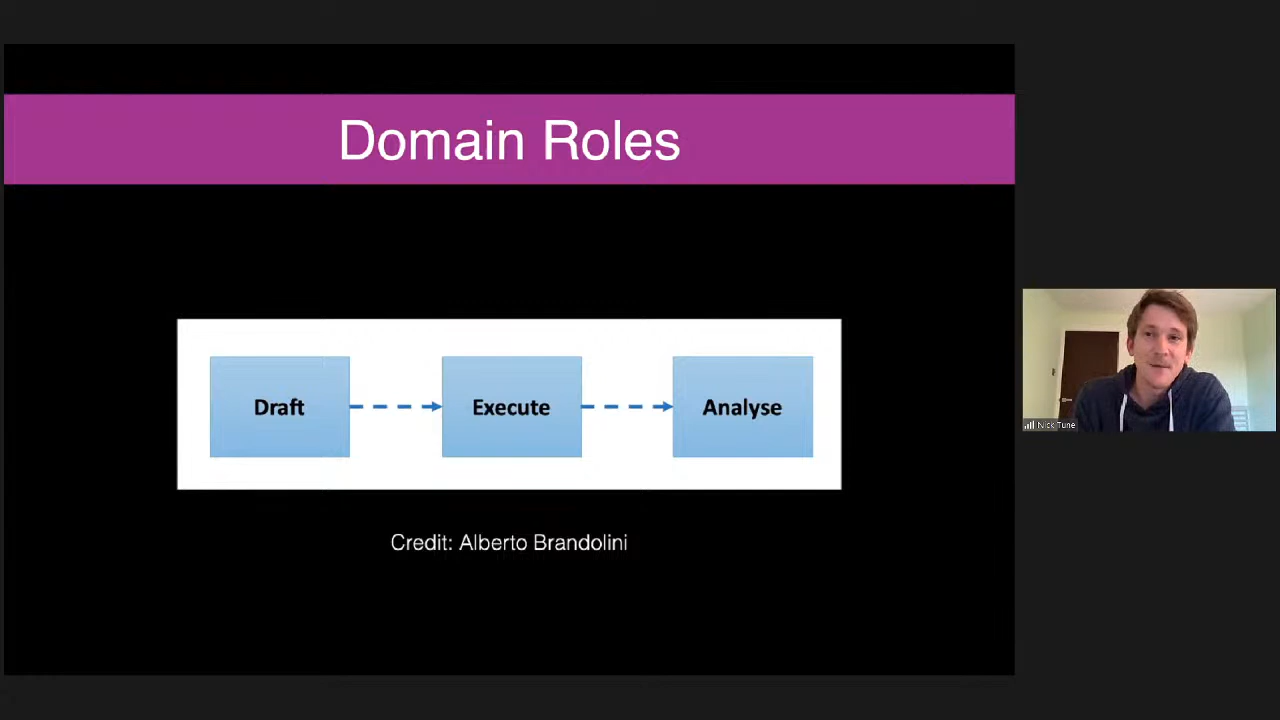 Domain Roles
Draft
Execute
Analyse
Credit: Alberto Brandolini
Nick Tune